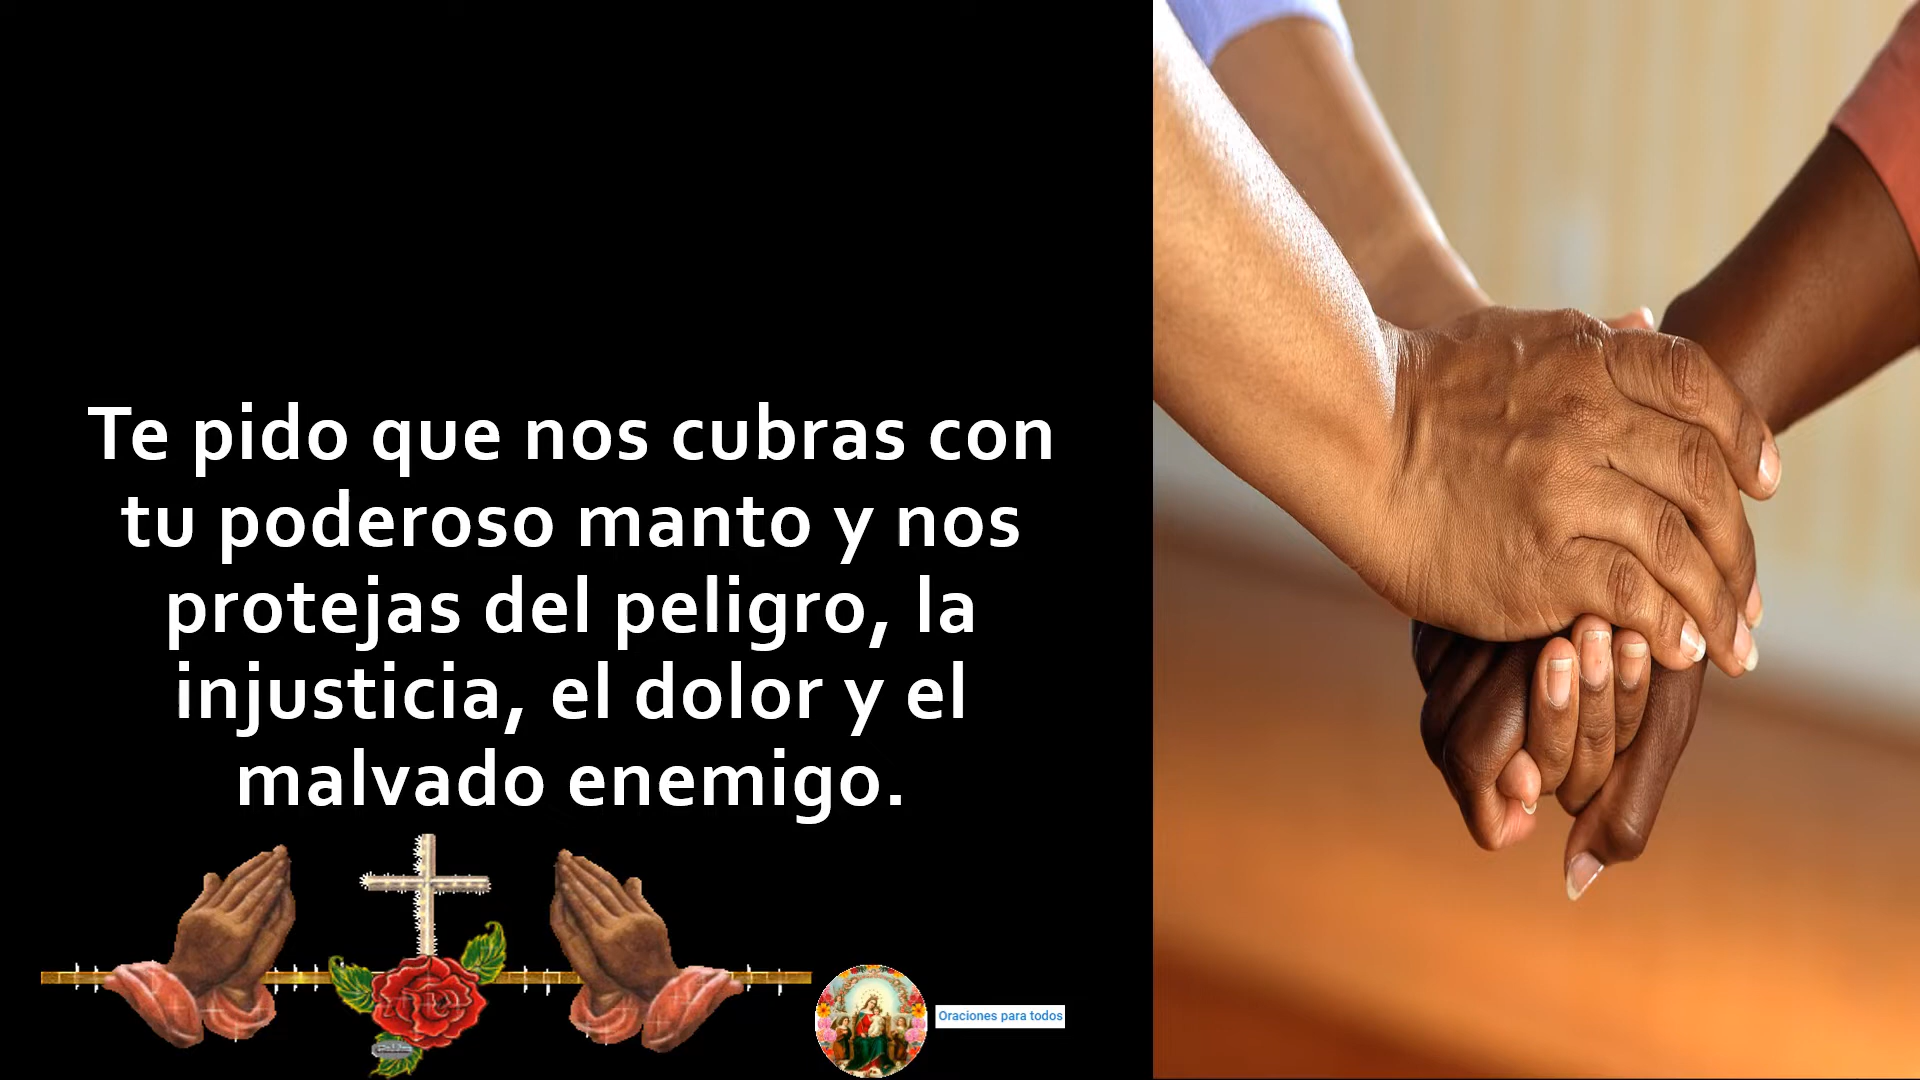 Te pido que nos cubras con
tu poderoso manto y nos
protejas del peligro, la
injusticia, el dolor y el
malvado enemigo.
Oraciones para todos